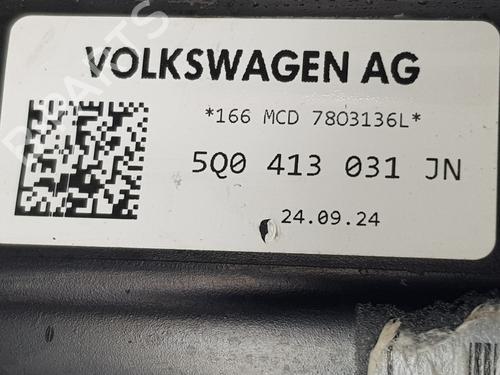 VOLKSWAGEN AG
*166 MCD 7803136L*
5Q0 413 031 JN
24.09.24